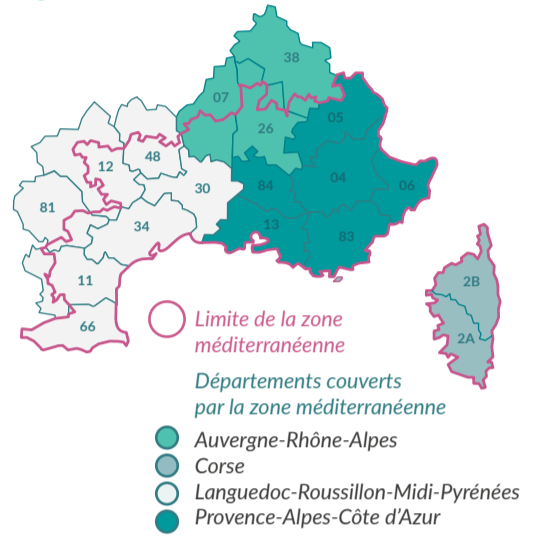 38
07
05
26
48
12
30
84
04
06
81
34
13
83
11
2B
66
2A
Limite de la zone
méditerranéenne
Départements couverts
par la zone méditerranéenne
Auvergne-Rhône-Alpes
Corse
Languedoc-Roussillon-Midi-Pyrénées
Provence-Alpes-Côte d’Azur